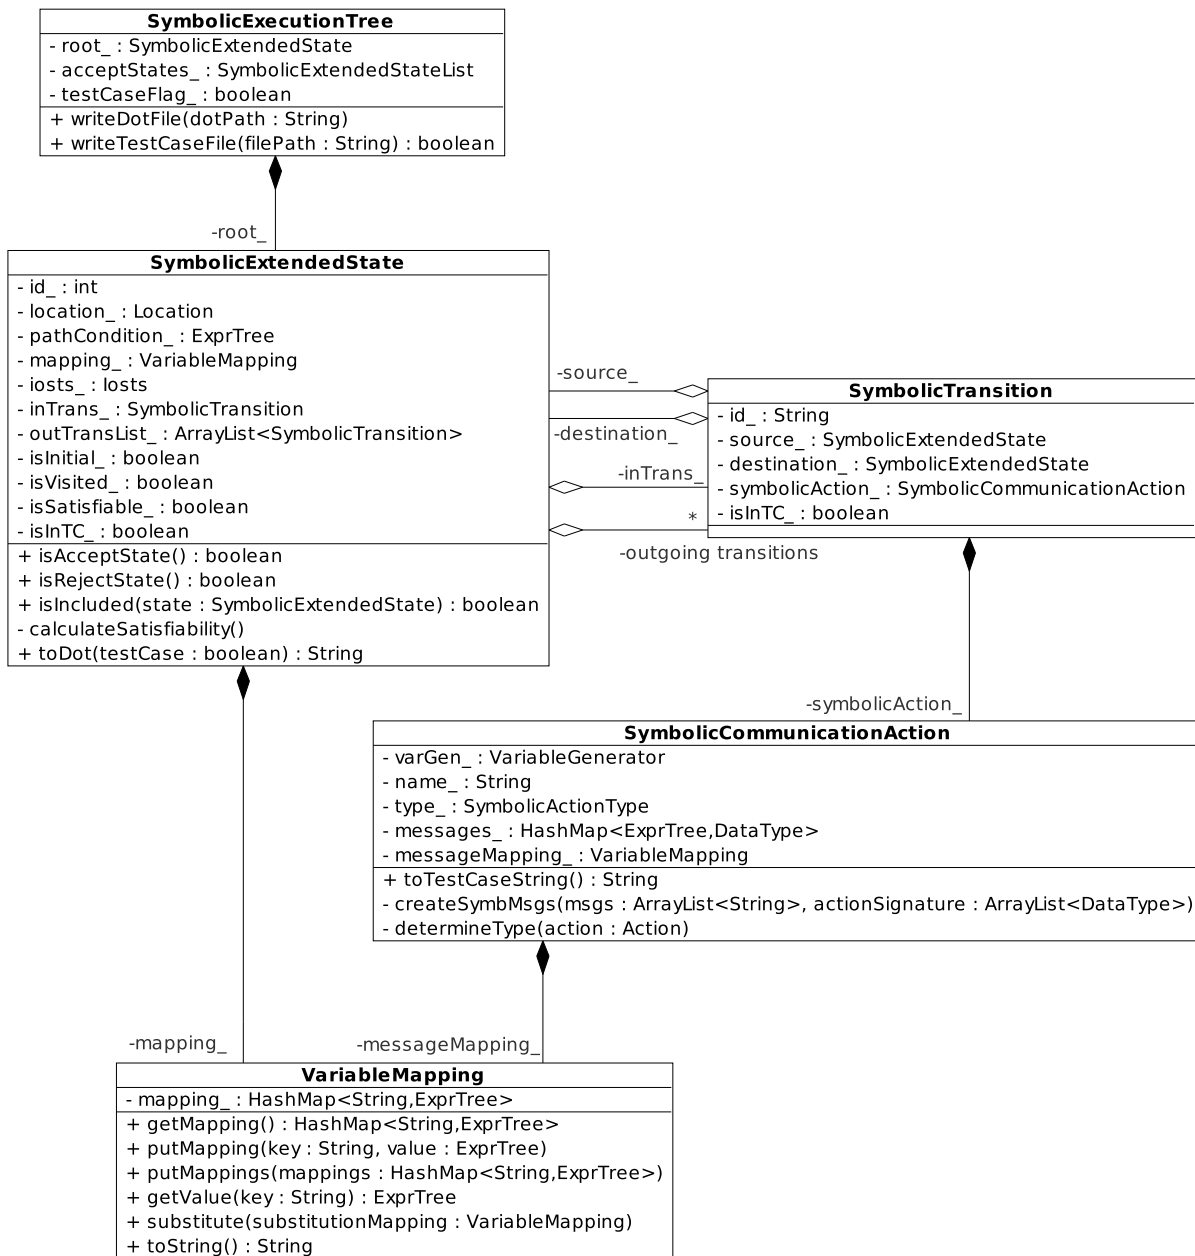 SymbolicExecutionTree
- root_ : SymbolicExtendedState
- acceptStates_ : SymbolicExtendedStateList
- testCaseFlag_ : boolean
+ writeDotFile(dotPath : String)
+ writeTestCaseFile(filePath : String) : boolean
-root_
SymbolicExtendedState
- id_ : int
- location_ : Location
- pathCondition_ : ExprTree
- mapping_ : VariableMapping
- iosts_ : Iosts
- inTrans_ : SymbolicTransition
- outTransList_ : ArrayList<SymbolicTransition>
- isInitial_ : boolean
- isVisited_ : boolean
- isSatisfiable_ : boolean
- isInTC_ : boolean
+ isAcceptState() : boolean
+ isRejectState() : boolean
+ isIncluded(state : SymbolicExtendedState) : boolean
- calculateSatisfiability()
+ toDot(testCase : boolean) : String
-source_
-destination_
-inTrans_
*
-outgoing transitions
SymbolicTransition
- id_ : String
- source_ : SymbolicExtendedState
- destination_ : SymbolicExtendedState
- symbolicAction_ : SymbolicCommunicationAction
- isInTC_ : boolean
-symbolicAction_
SymbolicCommunicationAction
- varGen_ : VariableGenerator
- name_ : String
- type_ : SymbolicActionType
- messages_ : HashMap<ExprTree,DataType>
- messageMapping_ : VariableMapping
+ toTestCaseString() : String
- createSymbMsgs(msgs : ArrayList<String>, actionSignature : ArrayList<DataType>)
- determineType(action : Action)
-mapping_
-messageMapping_
VariableMapping
- mapping_ : HashMap<String,ExprTree>
+ getMapping() : HashMap<String,ExprTree>
+ putMapping(key : String, value : ExprTree)
+ putMappings(mappings : HashMap<String,ExprTree>)
+ getValue(key : String) : ExprTree
+ substitute(substitutionMapping : VariableMapping)
+ toString() : String